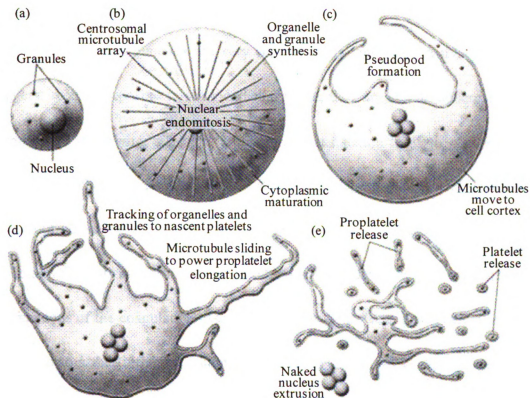 (a)
Granules
Nucleus
(b)
Centrosomal
microtubule
array
Organelle
and granule
synthesis
Nuclear
endomitosis
Cytoplasmic
maturation
(c)
Pseudopod
formation
Microtubules
move to
cell cortex
(d)
Tracking of organelles and
granules to nascent platelets
Microtubule sliding
to power proplatelet
elongation
(e)
Proplatelet
release
Platelet
release
Naked
nucleus
extrusion